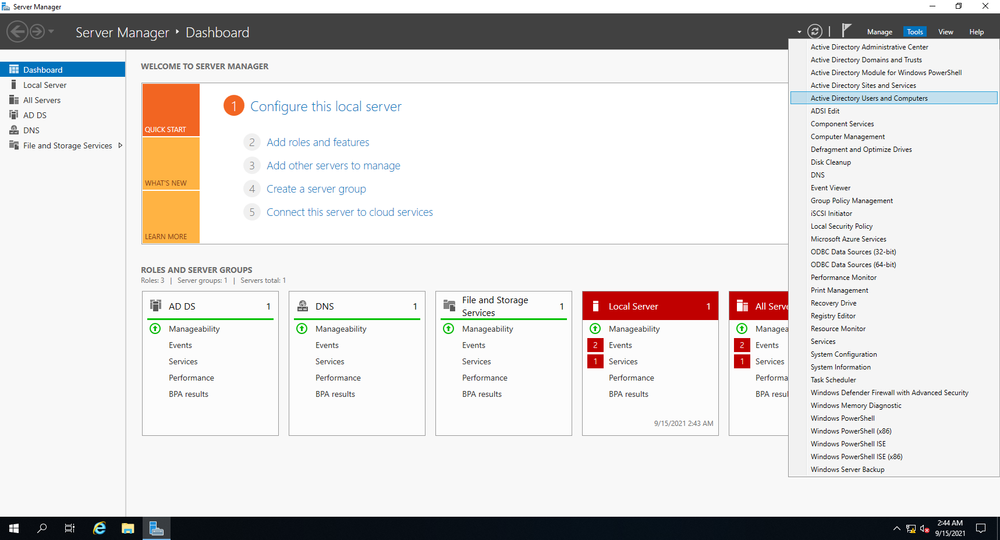 Server Manager
Server Manager ‣ Dashboard
Manage Tools View Help
Dashboard
Local Server
All Servers
AD DS
DNS
File and Storage Services
WELCOME TO SERVER MANAGER
QUICK START
WHAT'S NEW
LEARN MORE
1 Configure this local server
2 Add roles and features
3 Add other servers to manage
4 Create a server group
5 Connect this server to cloud services
ROLES AND SERVER GROUPS
Roles: 3 | Server groups: 1 | Servers total: 1
AD DS 1
Manageability
Events
Services
Performance
BPA results
DNS 1
Manageability
Events
Services
Performance
BPA results
File and Storage
Services 1
Manageability
Events
Services
Performance
BPA results
Local Server 1
Manageability
2 Events
1 Services
Performance
BPA results
9/15/2021 2:43 AM
All Serve
Managea
2 Events
1 Services
Performa
BPA resul
Active Directory Administrative Center
Active Directory Domains and Trusts
Active Directory Module for Windows PowerShell
Active Directory Sites and Services
Active Directory Users and Computers
ADSI Edit
Component Services
Computer Management
Defragment and Optimize Drives
Disk Cleanup
DNS
Event Viewer
Group Policy Management
iSCSI Initiator
Local Security Policy
Microsoft Azure Services
ODBC Data Sources (32-bit)
ODBC Data Sources (64-bit)
Performance Monitor
Print Management
Recovery Drive
Registry Editor
Resource Monitor
Services
System Configuration
System Information
Task Scheduler
Windows Defender Firewall with Advanced Security
Windows Memory Diagnostic
Windows PowerShell
Windows PowerShell (x86)
Windows PowerShell ISE
Windows PowerShell ISE (x86)
Windows Server Backup
2:44 AM
9/15/2021